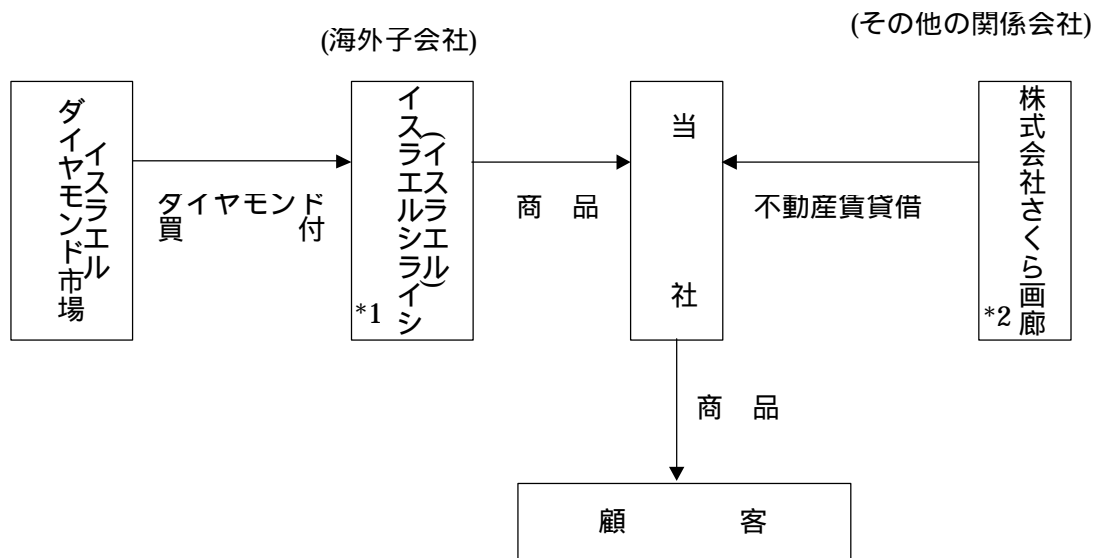 (海外子会社)
(その他の関係会社)
イスラエル
ダイヤモンド市場
ダイヤモンド
買 付
(イスラエル)
イスラエルシライシ
*1
商 品
当 社
不動産賃貸借
株式会社さくら画廊
*2
商 品
顧 客